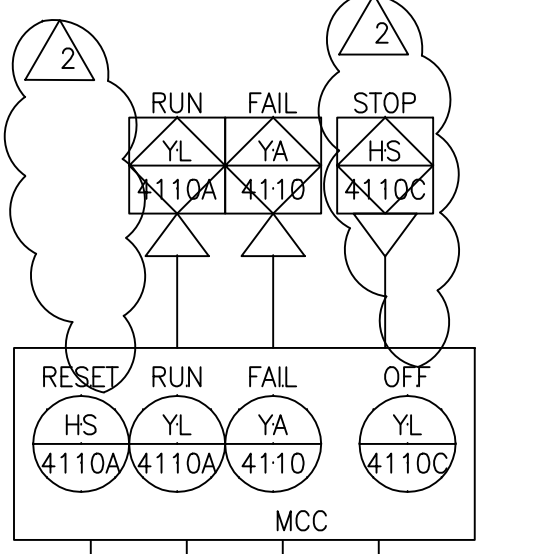 2
2
RUN FAIL STOP
YL YA HS
4110A 4110 4110C
RESET RUN FAIL OFF
HS YL YA YL
4110A 4110A 4110 4110C
MCC